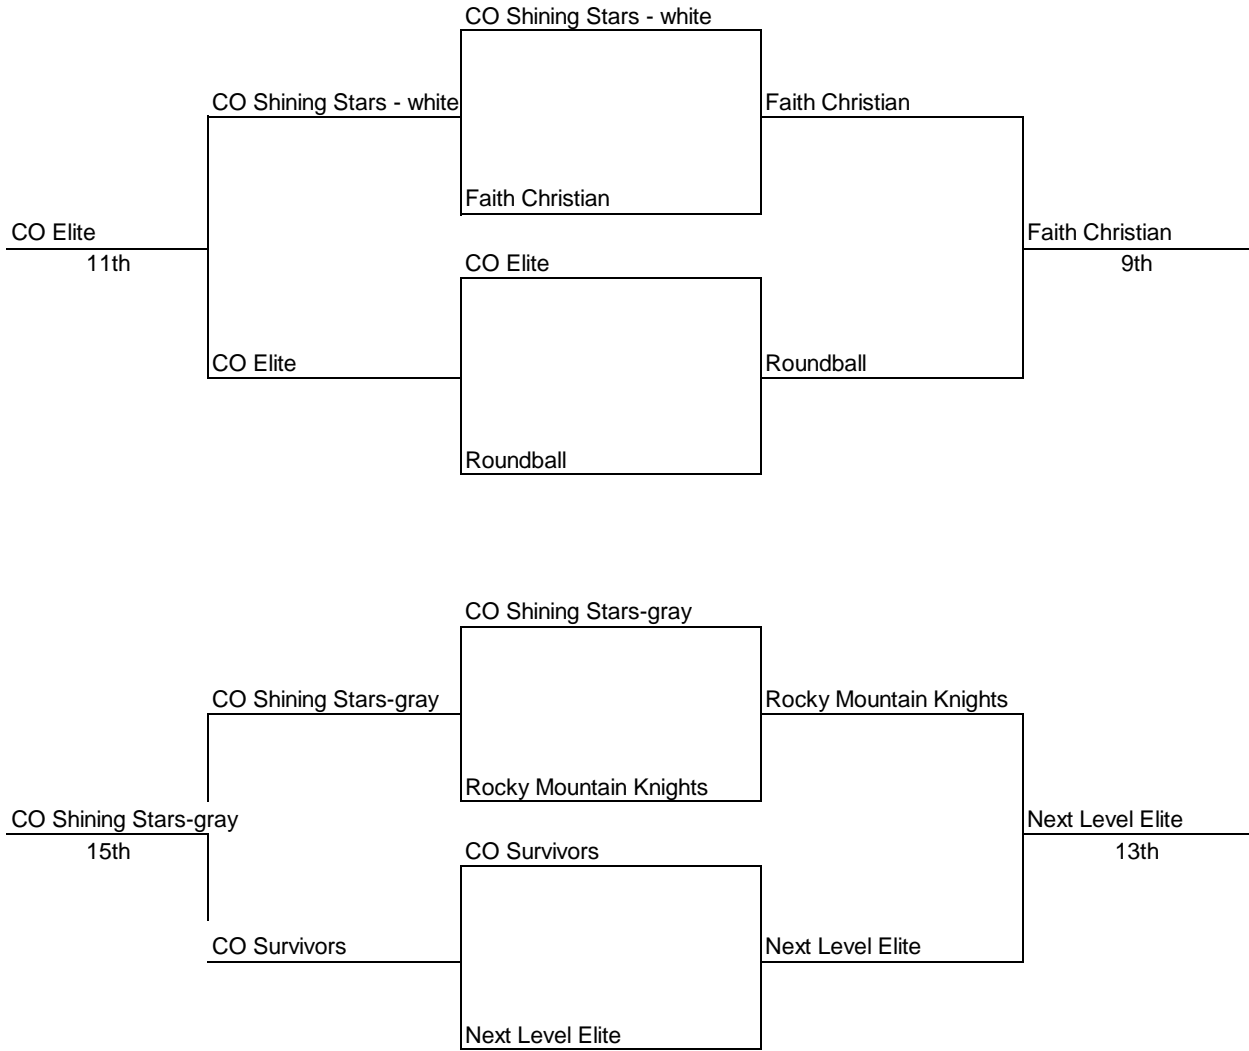 CO Shining Stars - white
CO Shining Stars - white
Faith Christian
Faith Christian
CO Elite
Faith Christian
11th
CO Elite
9th
CO Elite
Roundball
Roundball
CO Shining Stars-gray
CO Shining Stars-gray
Rocky Mountain Knights
Rocky Mountain Knights
CO Shining Stars-gray
Next Level Elite
15th
CO Survivors
13th
CO Survivors
Next Level Elite
Next Level Elite